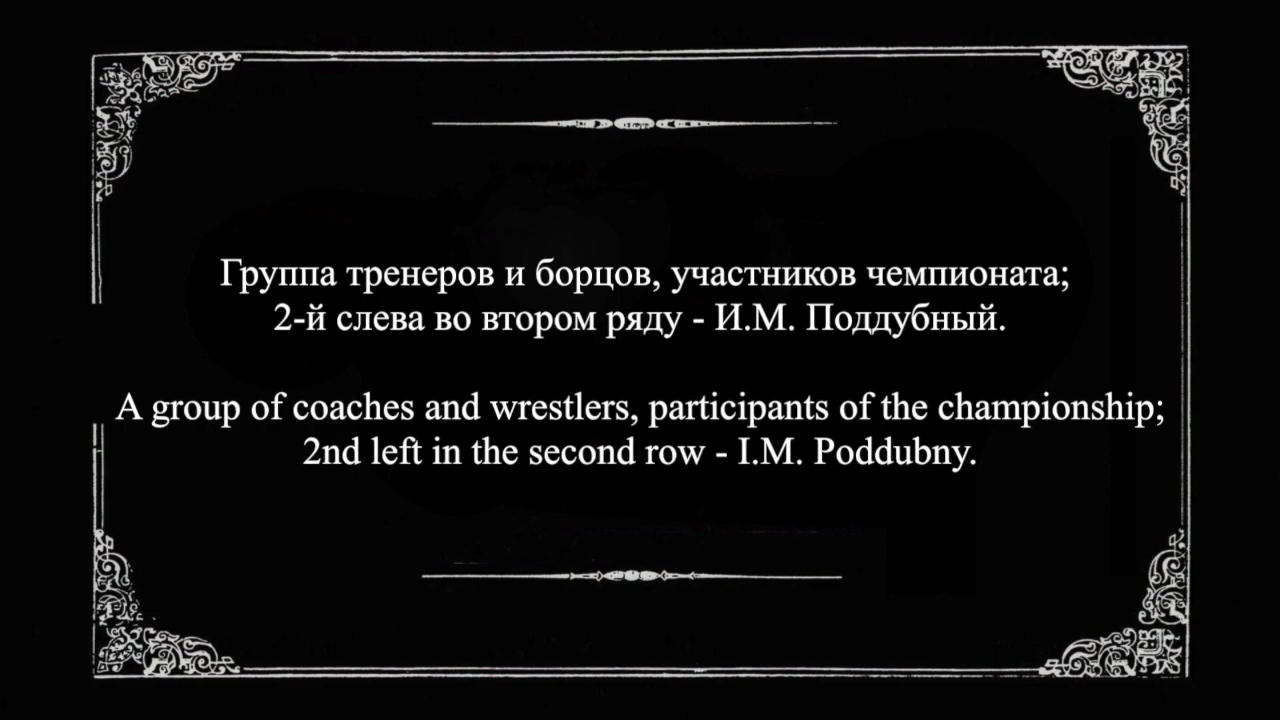 Группа тренеров и борцов, участников чемпионата;
2-й слева во втором ряду - И.М. Поддубный.
A group of coaches and wrestlers, participants of the championship;
2nd left in the second row - I.M. Poddubny.